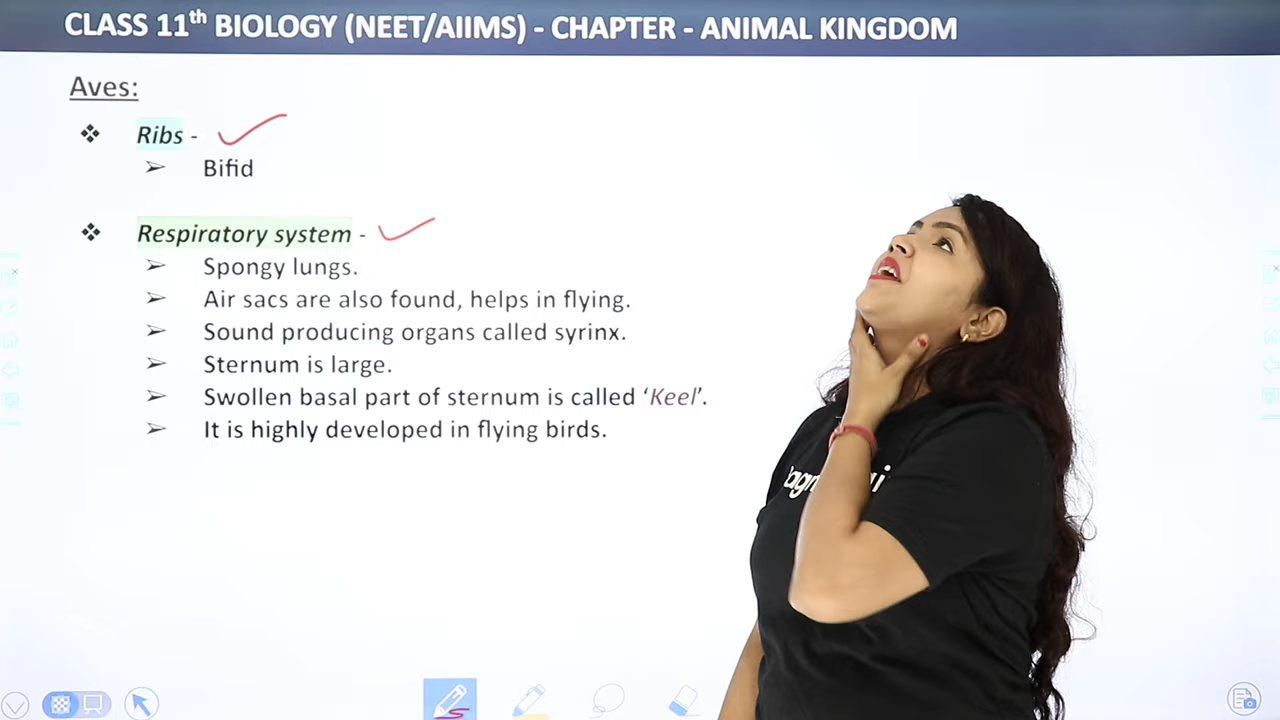 CLASS 11th BIOLOGY (NEET/AIIMS) - CHAPTER - ANIMAL KINGDOM
Aves:
❖ Ribs -
➢ Bifid
❖ Respiratory system -
➢ Spongy lungs.
➢ Air sacs are also found, helps in flying.
➢ Sound producing organs called syrinx.
➢ Sternum is large.
➢ Swollen basal part of sternum is called ‘Keel’.
➢ It is highly developed in flying birds.